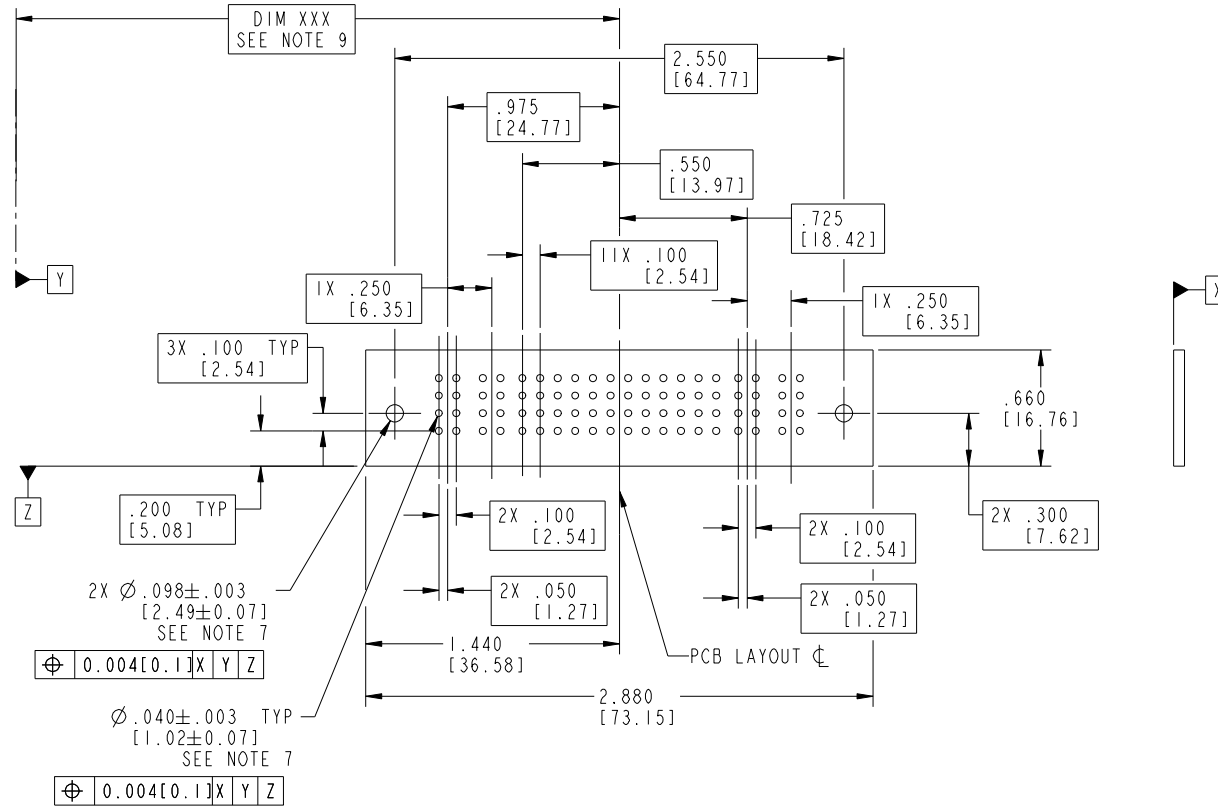 DIM XXX
SEE NOTE 9
2.550
[64.77]
.975
[24.77]
.550
[13.97]
.725
[18.42]
11X .100
[2.54]
Y
1X .250
[6.35]
1X .250
[6.35]
X
3X .100 TYP
[2.54]
.660
[16.76]
Z
.200 TYP
[5.08]
2X .100
[2.54]
2X .100
[2.54]
2X .300
[7.62]
2X Ø.098±.003
[2.49±0.07]
SEE NOTE 7
⌖ 0.004[0.1] X Y Z
2X .050
[1.27]
2X .050
[1.27]
1.440
[36.58]
PCB LAYOUT ℄
2.880
[73.15]
Ø.040±.003 TYP
[1.02±0.07]
SEE NOTE 7
⌖ 0.004[0.1] X Y Z